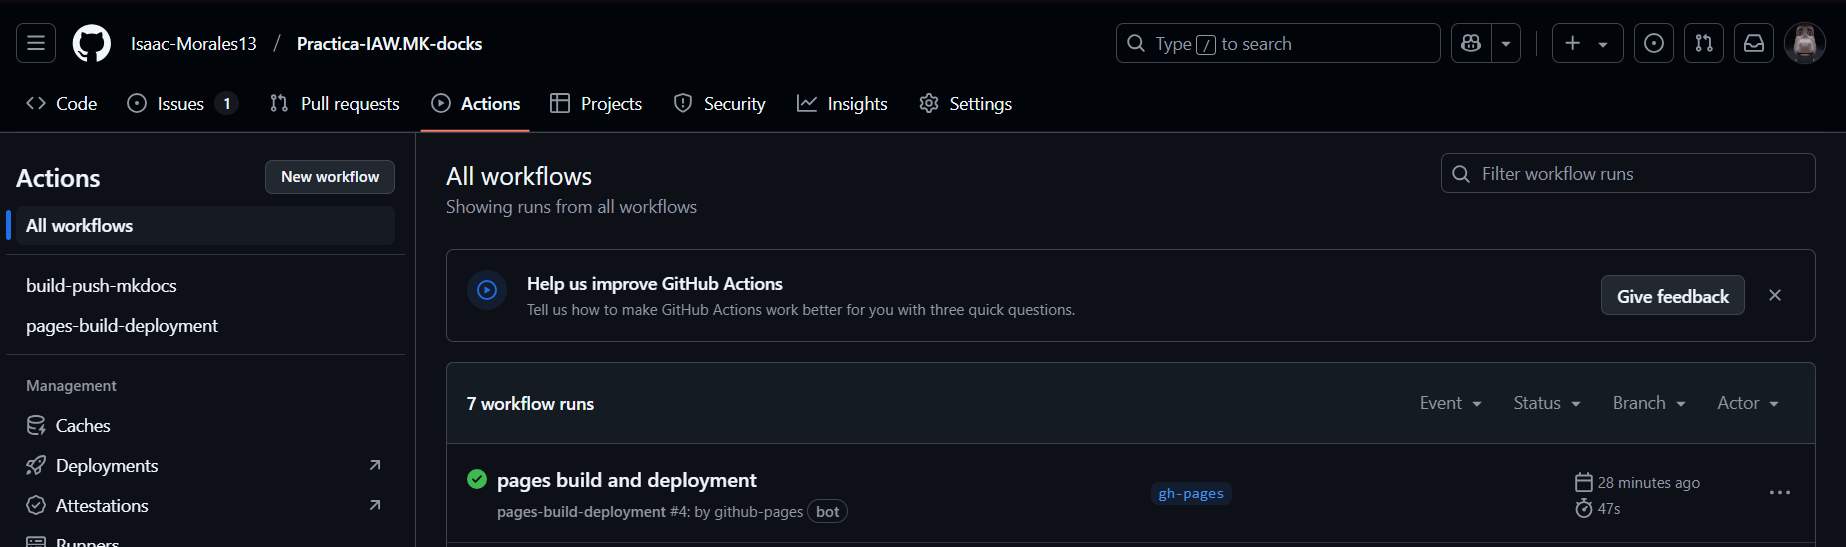 Isaac-Morales13 / Practica-IAW.MK-docks
Type / to search
Code
Issues 1
Pull requests
Actions
Projects
Security
Insights
Settings
Actions
New workflow
All workflows
build-push-mkdocs
pages-build-deployment
Management
Caches
Deployments
Attestations
Runners
All workflows
Showing runs from all workflows
Filter workflow runs
Help us improve GitHub Actions
Tell us how to make GitHub Actions work better for you with three quick questions.
Give feedback
7 workflow runs
Event
Status
Branch
Actor
pages build and deployment
pages-build-deployment #4: by github-pages bot
gh-pages
28 minutes ago
47s